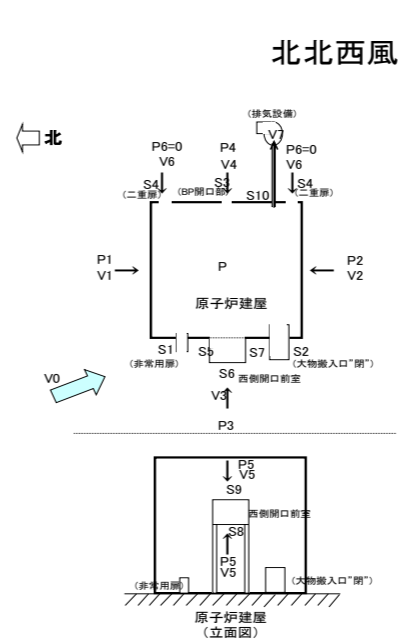 北北西風
北
(排気設備)
V7
P6=0
V6
P4
V4
P6=0
V6
S4
(二重扉)
(BP開口部)
S3
S10
S4
(二重扉)
P1
V1
P
P2
V2
原子炉建屋
S1
S5
S7
S2
(非常用扉)
S6
西側開口前室
(大物搬入口"閉")
V0
V3
P3
P5
V5
S9
西側開口前室
S8
P5
V5
(非常用扉)
(大物搬入口"閉")
原子炉建屋
(立面図)